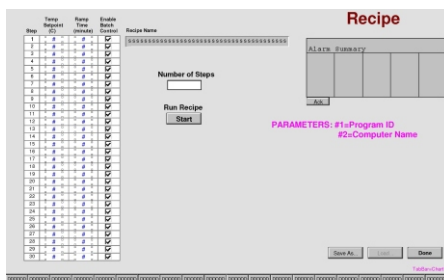 Recipe
Step
Temp Setpoint (C)
Ramp Time (minute)
Enable Batch Control
Recipe Name
1 #
2 #
3 #
4 #
5 #
6 #
7 #
8 #
9 #
10 #
11 #
12 #
13 #
14 #
15 #
16 #
17 #
18 #
19 #
20 #
21 #
22 #
23 #
24 #
25 #
26 #
27 #
28 #
29 #
30 #
Number of Steps
Run Recipe
Start
Alarm Summary
Ack
PARAMETERS: #1=Program ID
#2=Computer Name
Save As..
Load...
Done